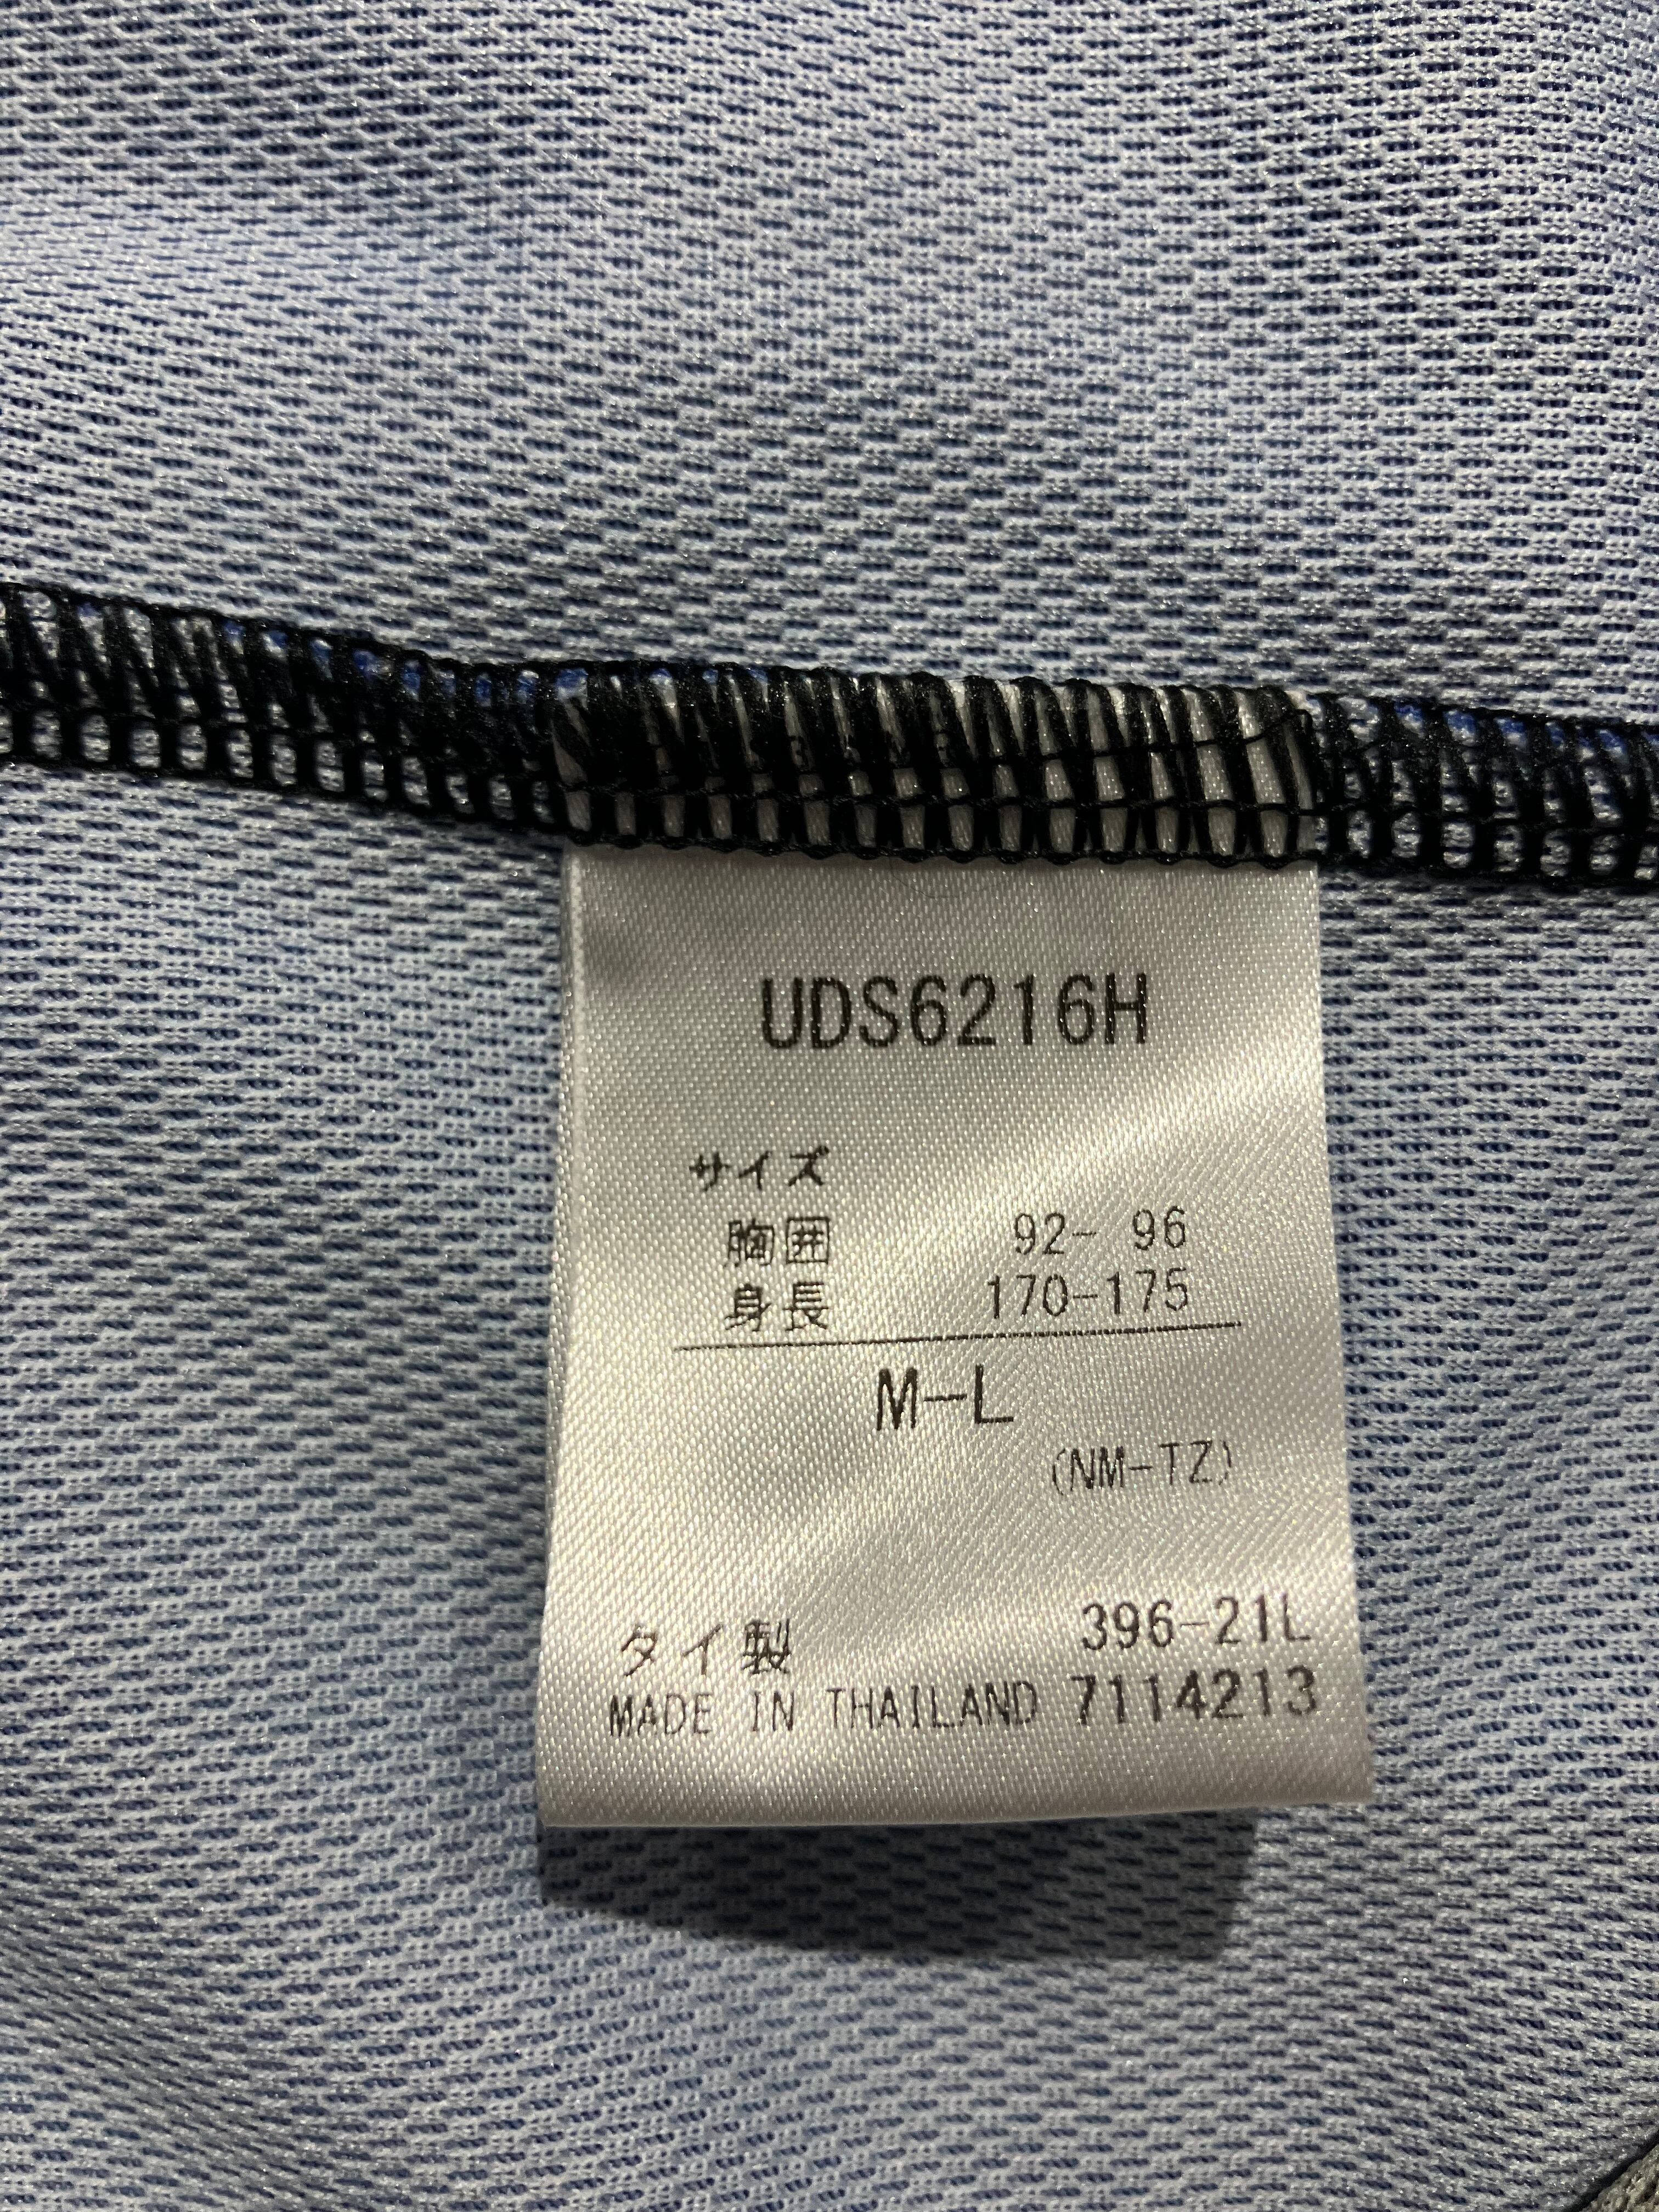 UDS6216H
サイズ
胸囲 92- 96
身長 170-175
M-L
(NM-TZ)
タイ製 396-21L
MADE IN THAILAND 7114213